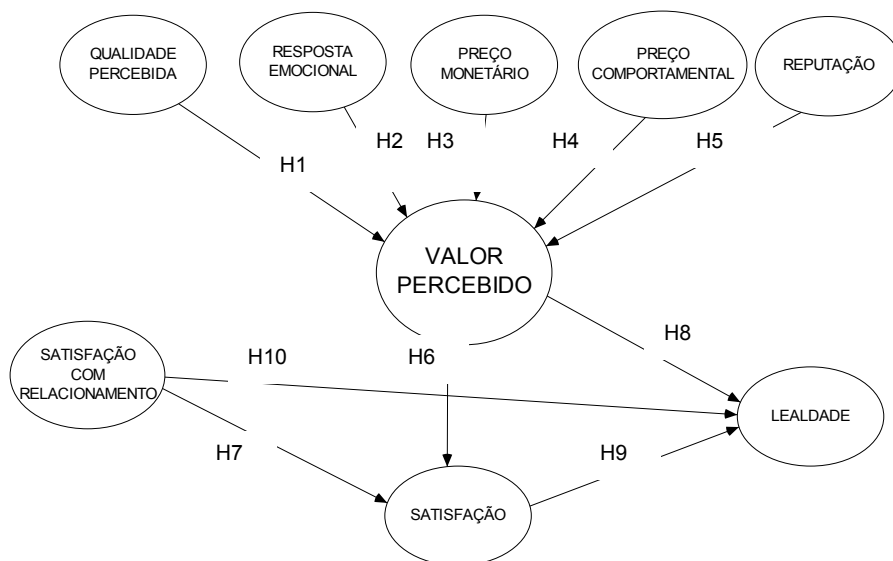 QUALIDADE
PERCEBIDA
RESPOSTA
EMOCIONAL
PREÇO
MONETÁRIO
PREÇO
COMPORTAMENTAL
REPUTAÇÃO
H1
H2
H3
H4
H5
VALOR
PERCEBIDO
SATISFAÇÃO
COM
RELACIONAMENTO
H10
H6
H8
LEALDADE
H7
H9
SATISFAÇÃO